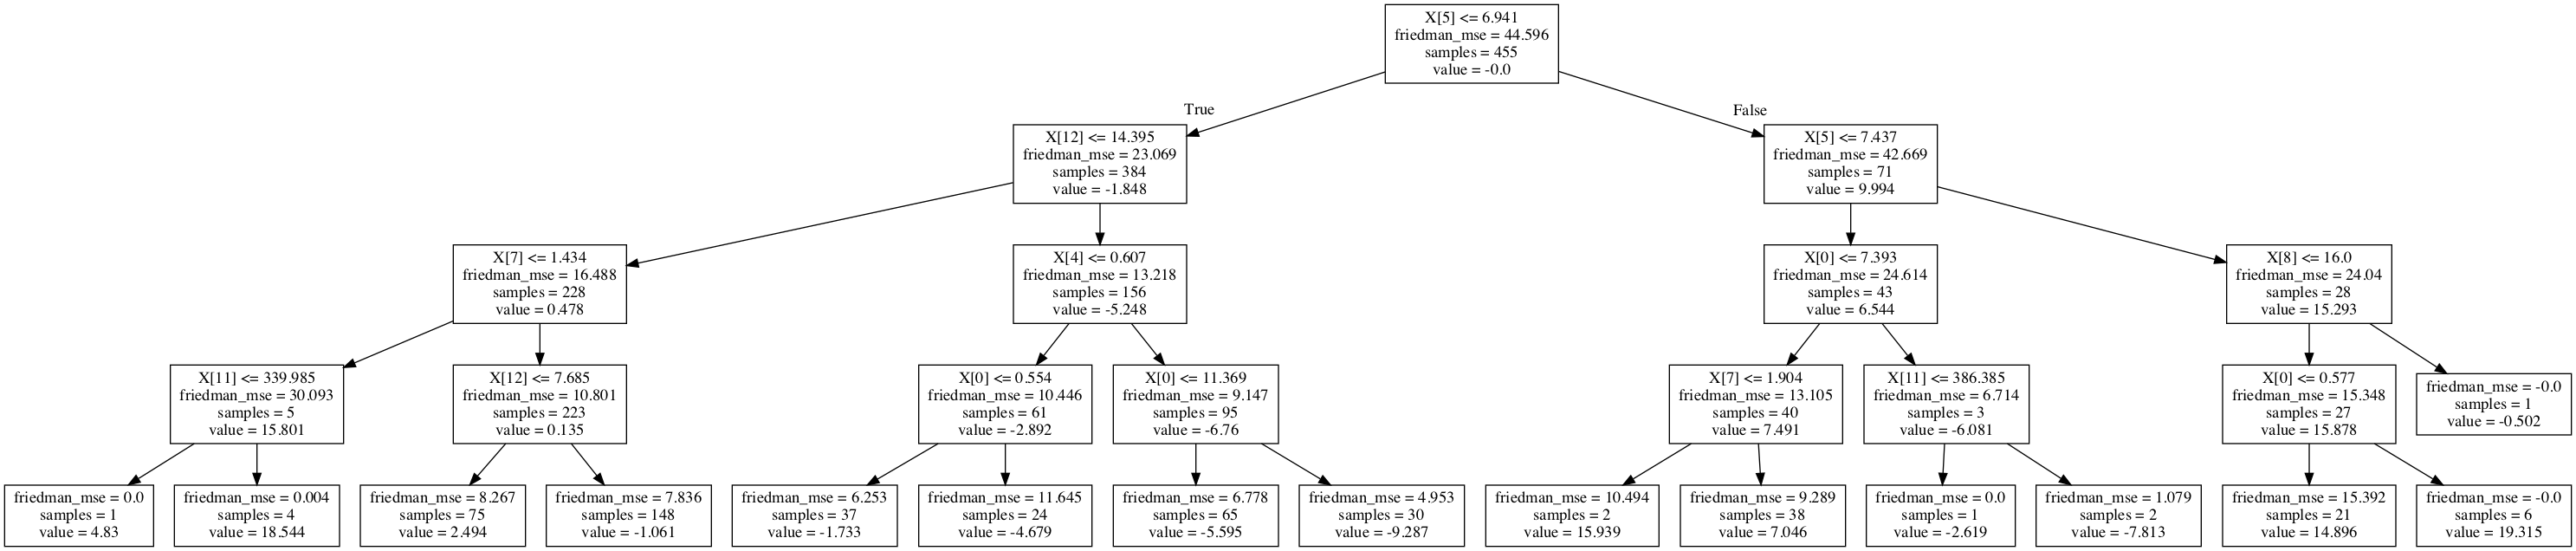 X[5] <= 6.941
friedman_mse = 44.596
samples = 455
value = -0.0
True
False
X[12] <= 14.395
friedman_mse = 23.069
samples = 384
value = -1.848
X[5] <= 7.437
friedman_mse = 42.669
samples = 71
value = 9.994
X[7] <= 1.434
friedman_mse = 16.488
samples = 228
value = 0.478
X[4] <= 0.607
friedman_mse = 13.218
samples = 156
value = -5.248
X[0] <= 7.393
friedman_mse = 24.614
samples = 43
value = 6.544
X[8] <= 16.0
friedman_mse = 24.04
samples = 28
value = 15.293
X[11] <= 339.985
friedman_mse = 30.093
samples = 5
value = 15.801
X[12] <= 7.685
friedman_mse = 10.801
samples = 223
value = 0.135
X[0] <= 0.554
friedman_mse = 10.446
samples = 61
value = -2.892
X[0] <= 11.369
friedman_mse = 9.147
samples = 95
value = -6.76
X[7] <= 1.904
friedman_mse = 13.105
samples = 40
value = 7.491
X[11] <= 386.385
friedman_mse = 6.714
samples = 3
value = -6.081
X[0] <= 0.577
friedman_mse = 15.348
samples = 27
value = 15.878
friedman_mse = -0.0
samples = 1
value = -0.502
friedman_mse = 0.0
samples = 1
value = 4.83
friedman_mse = 0.004
samples = 4
value = 18.544
friedman_mse = 8.267
samples = 75
value = 2.494
friedman_mse = 7.836
samples = 148
value = -1.061
friedman_mse = 6.253
samples = 37
value = -1.733
friedman_mse = 11.645
samples = 24
value = -4.679
friedman_mse = 6.778
samples = 65
value = -5.595
friedman_mse = 4.953
samples = 30
value = -9.287
friedman_mse = 10.494
samples = 2
value = 15.939
friedman_mse = 9.289
samples = 38
value = 7.046
friedman_mse = 0.0
samples = 1
value = -2.619
friedman_mse = 1.079
samples = 2
value = -7.813
friedman_mse = 15.392
samples = 21
value = 14.896
friedman_mse = -0.0
samples = 6
value = 19.315